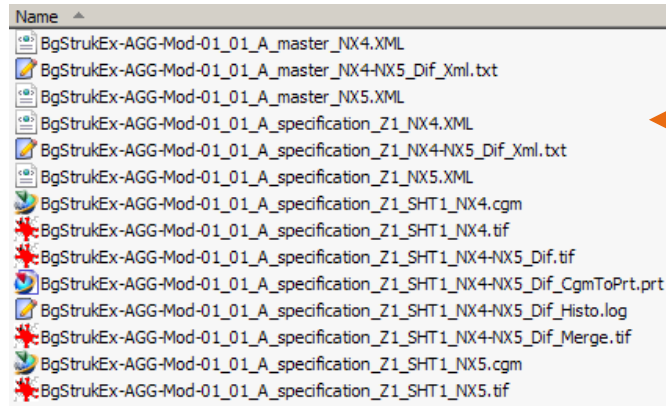 Name
BgStrukEx-AGG-Mod-01_01_A_master_NX4.XML
BgStrukEx-AGG-Mod-01_01_A_master_NX4-NX5_Dif_Xml.txt
BgStrukEx-AGG-Mod-01_01_A_master_NX5.XML
BgStrukEx-AGG-Mod-01_01_A_specification_Z1_NX4.XML
BgStrukEx-AGG-Mod-01_01_A_specification_Z1_NX4-NX5_Dif_Xml.txt
BgStrukEx-AGG-Mod-01_01_A_specification_Z1_NX5.XML
BgStrukEx-AGG-Mod-01_01_A_specification_Z1_SHT1_NX4.cgm
BgStrukEx-AGG-Mod-01_01_A_specification_Z1_SHT1_NX4.tif
BgStrukEx-AGG-Mod-01_01_A_specification_Z1_SHT1_NX4-NX5_Dif.tif
BgStrukEx-AGG-Mod-01_01_A_specification_Z1_SHT1_NX4-NX5_Dif_CgmToPrt.prt
BgStrukEx-AGG-Mod-01_01_A_specification_Z1_SHT1_NX4-NX5_Dif_Histo.log
BgStrukEx-AGG-Mod-01_01_A_specification_Z1_SHT1_NX4-NX5_Dif_Merge.tif
BgStrukEx-AGG-Mod-01_01_A_specification_Z1_SHT1_NX5.cgm
BgStrukEx-AGG-Mod-01_01_A_specification_Z1_SHT1_NX5.tif